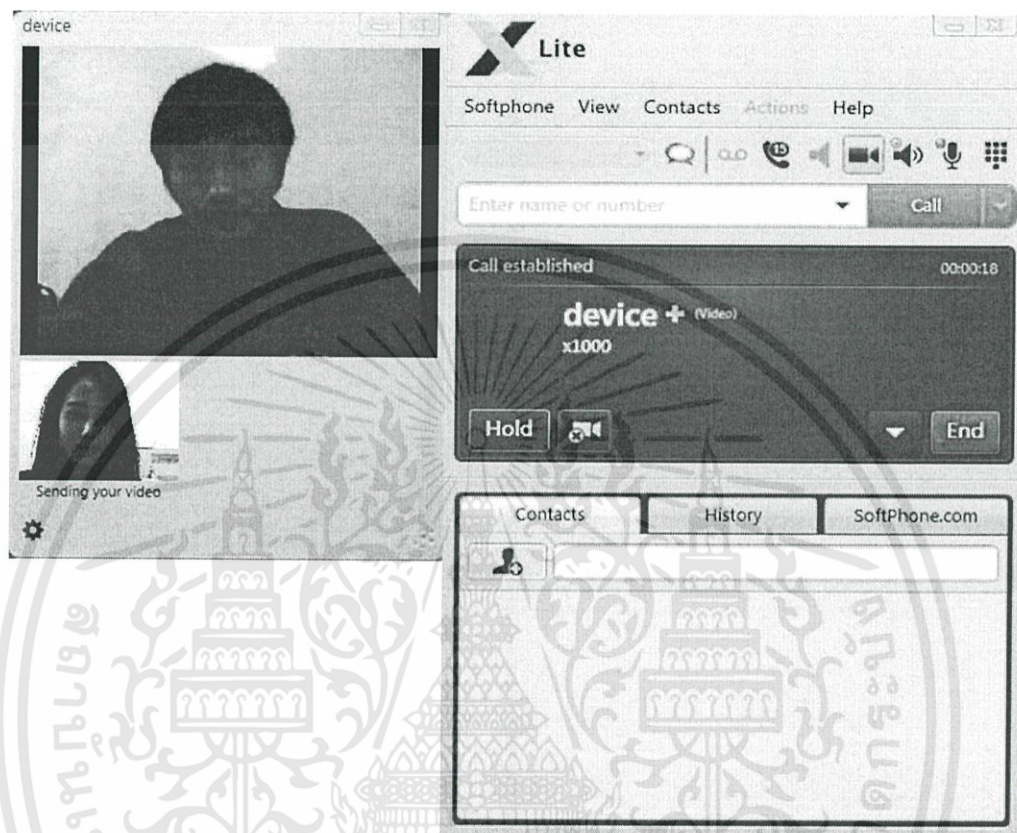 device
Sending your video
X Lite
Softphone View Contacts Actions Help
15
Enter name or number
Call
Call established 00:00:18
device + (Video)
x1000
Hold
End
Contacts History SoftPhone.com